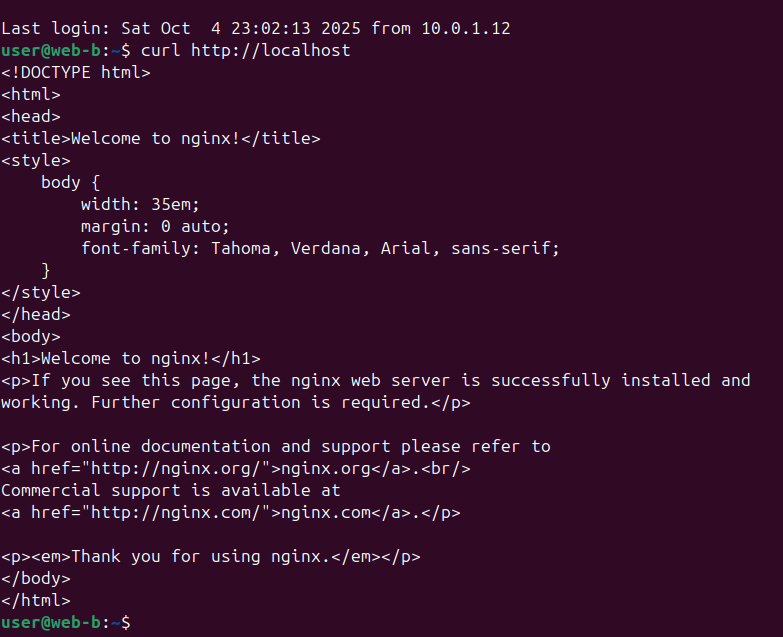 Last login: Sat Oct  4 23:02:13 2025 from 10.0.1.12
user@web-b:~$ curl http://localhost
<!DOCTYPE html>
<html>
<head>
<title>Welcome to nginx!</title>
<style>
    body {
        width: 35em;
        margin: 0 auto;
        font-family: Tahoma, Verdana, Arial, sans-serif;
    }
</style>
</head>
<body>
<h1>Welcome to nginx!</h1>
<p>If you see this page, the nginx web server is successfully installed and
working. Further configuration is required.</p>

<p>For online documentation and support please refer to
<a href="http://nginx.org/">nginx.org</a>.<br/>
Commercial support is available at
<a href="http://nginx.com/">nginx.com</a>.</p>

<p><em>Thank you for using nginx.</em></p>
</body>
</html>
user@web-b:~$